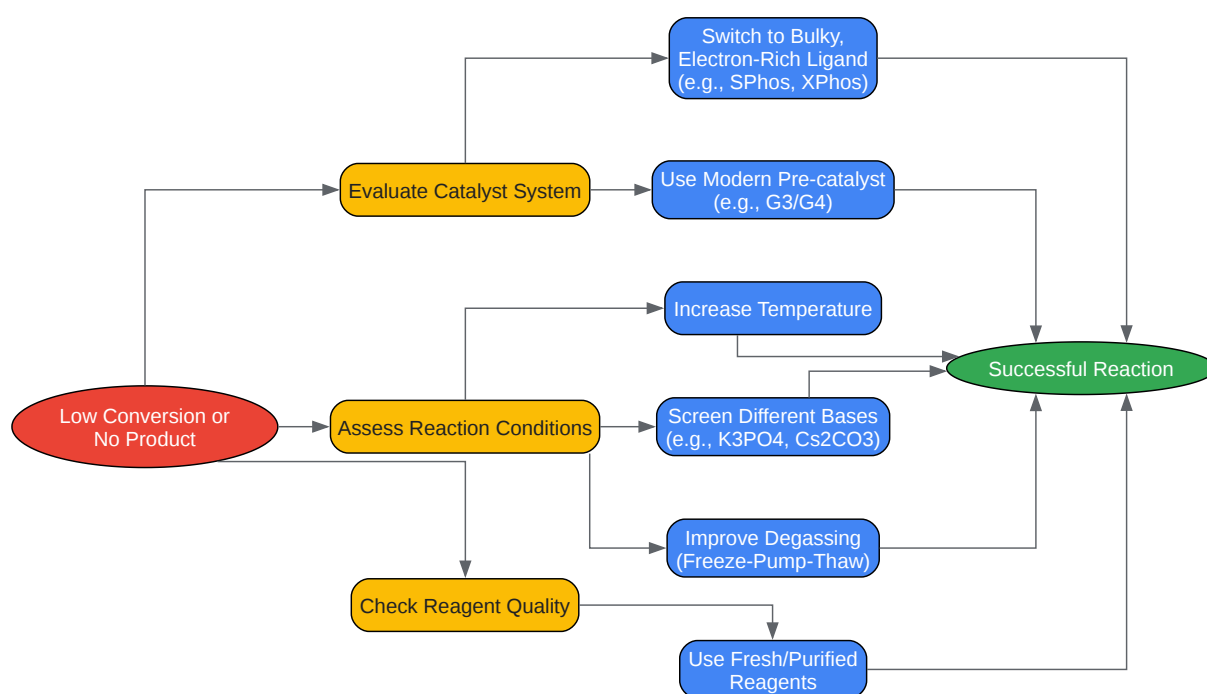 Switch to Bulky,
Electron-Rich Ligand
(e.g., SPhos, XPhos)
Evaluate Catalyst System
Use Modern Pre-catalyst
(e.g., G3/G4)
Increase Temperature
Successful Reaction
Low Conversion or
No Product
Assess Reaction Conditions
Screen Different Bases
(e.g., K3PO4, Cs2CO3)
Improve Degassing
(Freeze-Pump-Thaw)
Check Reagent Quality
Use Fresh/Purified
Reagents